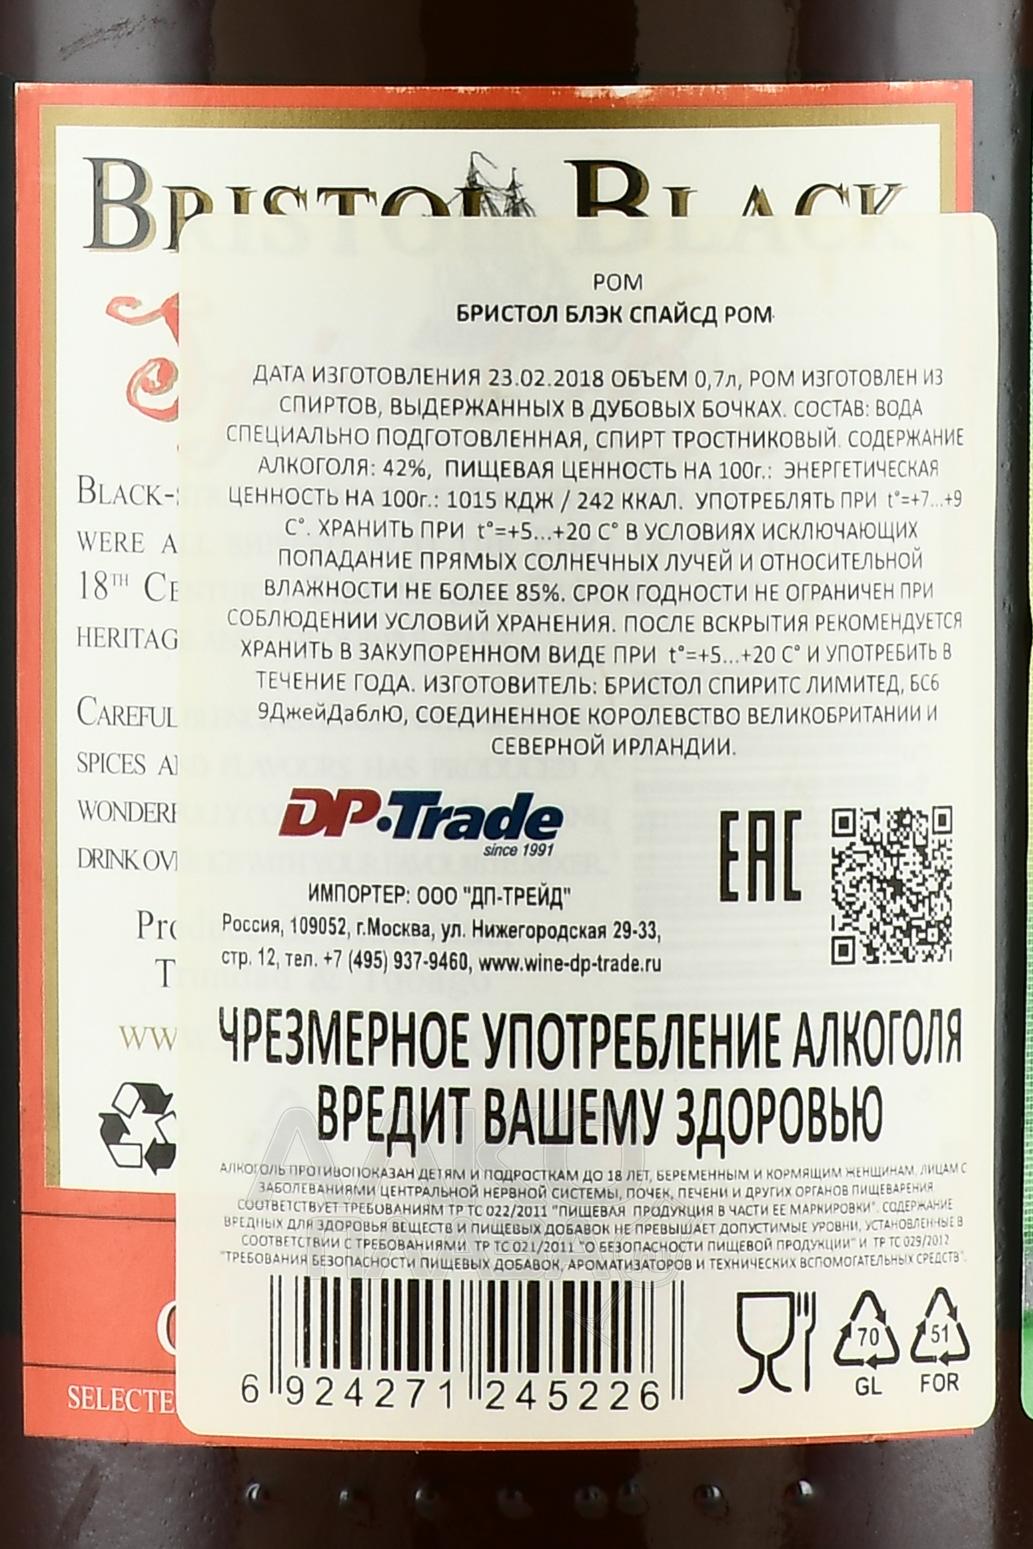 BRISTOL BLACK
BLACK-
WERE A
18TH CE
HERITAG
CAREFUL
SPICES A
WONDERF
DRINK OV
Pro
T
WW
SELECTE
РОМ
БРИСТОЛ БЛЭК СПАЙСД РОМ
ДАТА ИЗГОТОВЛЕНИЯ 23.02.2018 ОБЪЕМ 0,7л, РОМ ИЗГОТОВЛЕН ИЗ
СПИРТОВ, ВЫДЕРЖАННЫХ В ДУБОВЫХ БОЧКАХ. СОСТАВ: ВОДА
СПЕЦИАЛЬНО ПОДГОТОВЛЕННАЯ, СПИРТ ТРОСТНИКОВЫЙ. СОДЕРЖАНИЕ
АЛКОГОЛЯ: 42%, ПИЩЕВАЯ ЦЕННОСТЬ НА 100г.: ЭНЕРГЕТИЧЕСКАЯ
ЦЕННОСТЬ НА 100г.: 1015 КДЖ / 242 ККАЛ. УПОТРЕБЛЯТЬ ПРИ t°=+7...+9
С°. ХРАНИТЬ ПРИ t°=+5...+20 С° В УСЛОВИЯХ ИСКЛЮЧАЮЩИХ
ПОПАДАНИЕ ПРЯМЫХ СОЛНЕЧНЫХ ЛУЧЕЙ И ОТНОСИТЕЛЬНОЙ
ВЛАЖНОСТИ НЕ БОЛЕЕ 85%. СРОК ГОДНОСТИ НЕ ОГРАНИЧЕН ПРИ
СОБЛЮДЕНИИ УСЛОВИЙ ХРАНЕНИЯ. ПОСЛЕ ВСКРЫТИЯ РЕКОМЕНДУЕТСЯ
ХРАНИТЬ В ЗАКУПОРЕННОМ ВИДЕ ПРИ t°=+5...+20 С° И УПОТРЕБИТЬ В
ТЕЧЕНИЕ ГОДА. ИЗГОТОВИТЕЛЬ: БРИСТОЛ СПИРИТС ЛИМИТЕД, БС6
9ДжейДаблЮ, СОЕДИНЕННОЕ КОРОЛЕВСТВО ВЕЛИКОБРИТАНИИ И
СЕВЕРНОЙ ИРЛАНДИИ.
DP·Trade
since 1991
EAC
ИМПОРТЕР: ООО "ДП-ТРЕЙД"
Россия, 109052, г.Москва, ул. Нижегородская 29-33,
стр. 12, тел. +7 (495) 937-9460, www.wine-dp-trade.ru
ЧРЕЗМЕРНОЕ УПОТРЕБЛЕНИЕ АЛКОГОЛЯ
ВРЕДИТ ВАШЕМУ ЗДОРОВЬЮ
АЛКОГОЛЬ ПРОТИВОПОКАЗАН ДЕТЯМ И ПОДРОСТКАМ ДО 18 ЛЕТ, БЕРЕМЕННЫМ И КОРМЯЩИМ ЖЕНЩИНАМ, ЛИЦАМ С
ЗАБОЛЕВАНИЯМИ ЦЕНТРАЛЬНОЙ НЕРВНОЙ СИСТЕМЫ, ПОЧЕК, ПЕЧЕНИ И ДРУГИХ ОРГАНОВ ПИЩЕВАРЕНИЯ
СООТВЕТСТВУЕТ ТРЕБОВАНИЯМ ТР ТС 022/2011 "ПИЩЕВАЯ ПРОДУКЦИЯ В ЧАСТИ ЕЕ МАРКИРОВКИ". СОДЕРЖАНИЕ
ВРЕДНЫХ ДЛЯ ЗДОРОВЬЯ ВЕЩЕСТВ И ПИЩЕВЫХ ДОБАВОК НЕ ПРЕВЫШАЕТ ДОПУСТИМЫЕ УРОВНИ, УСТАНОВЛЕННЫЕ В
СООТВЕТСТВИИ С ТРЕБОВАНИЯМИ. ТР ТС 021/2011 "О БЕЗОПАСНОСТИ ПИЩЕВОЙ ПРОДУКЦИИ" И ТР ТС 029/2012
"ТРЕБОВАНИЯ БЕЗОПАСНОСТИ ПИЩЕВЫХ ДОБАВОК, АРОМАТИЗАТОРОВ И ТЕХНИЧЕСКИХ ВСПОМОГАТЕЛЬНЫХ СРЕДСТВ".
6 924271 245226
70
GL
51
FOR